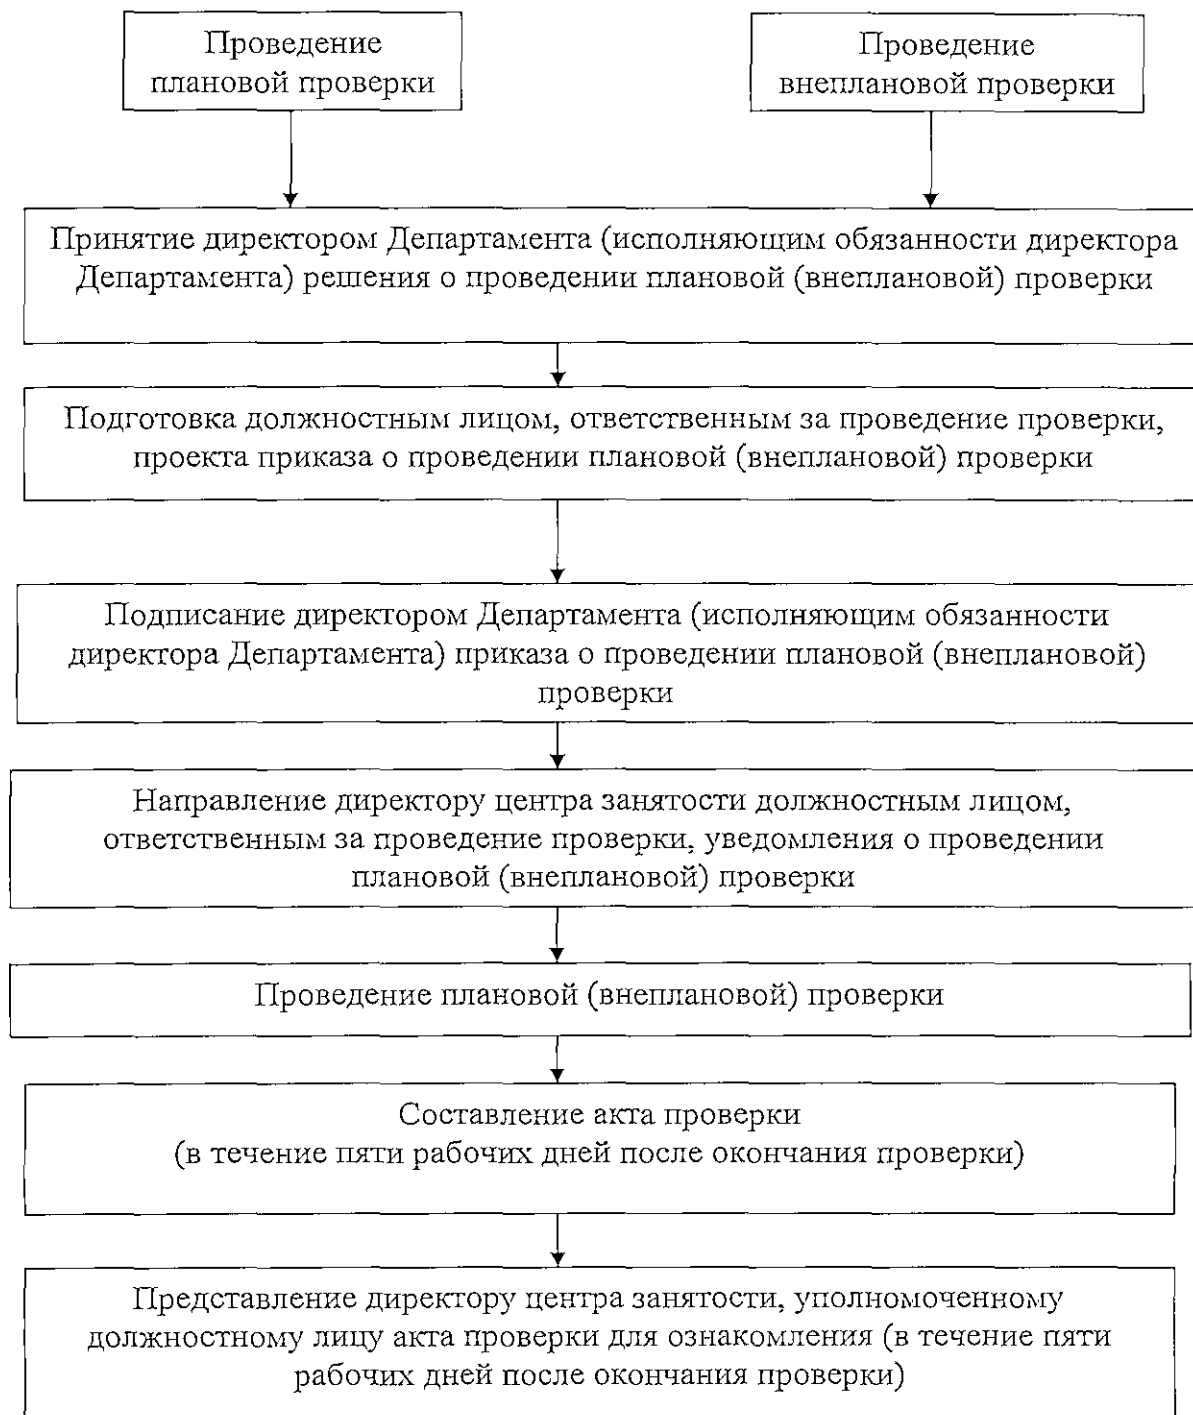 Проведение
плановой проверки
Проведение
внеплановой проверки
Принятие директором Департамента (исполняющим обязанности директора
Департамента) решения о проведении плановой (внеплановой) проверки
Подготовка должностным лицом, ответственным за проведение проверки,
проекта приказа о проведении плановой (внеплановой) проверки
Подписание директором Департамента (исполняющим обязанности
директора Департамента) приказа о проведении плановой (внеплановой)
проверки
Направление директору центра занятости должностным лицом,
ответственным за проведение проверки, уведомления о проведении
плановой (внеплановой) проверки
Проведение плановой (внеплановой) проверки
Составление акта проверки
(в течение пяти рабочих дней после окончания проверки)
Представление директору центра занятости, уполномоченному
должностному лицу акта проверки для ознакомления (в течение пяти
рабочих дней после окончания проверки)